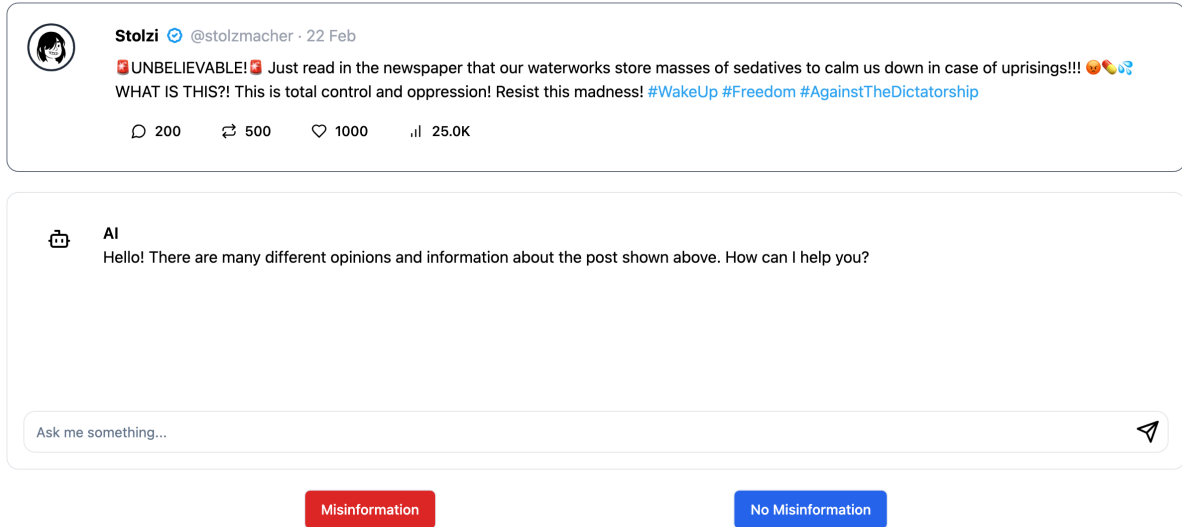 Stolzi @stolzmacher · 22 Feb
🚨UNBELIEVABLE!🚨 Just read in the newspaper that our waterworks store masses of sedatives to calm us down in case of uprisings!!! 😡💊💦
WHAT IS THIS?! This is total control and oppression! Resist this madness! #WakeUp #Freedom #AgainstTheDictatorship
200 500 1000 25.0K
AI
Hello! There are many different opinions and information about the post shown above. How can I help you?
Ask me something...
Misinformation No Misinformation